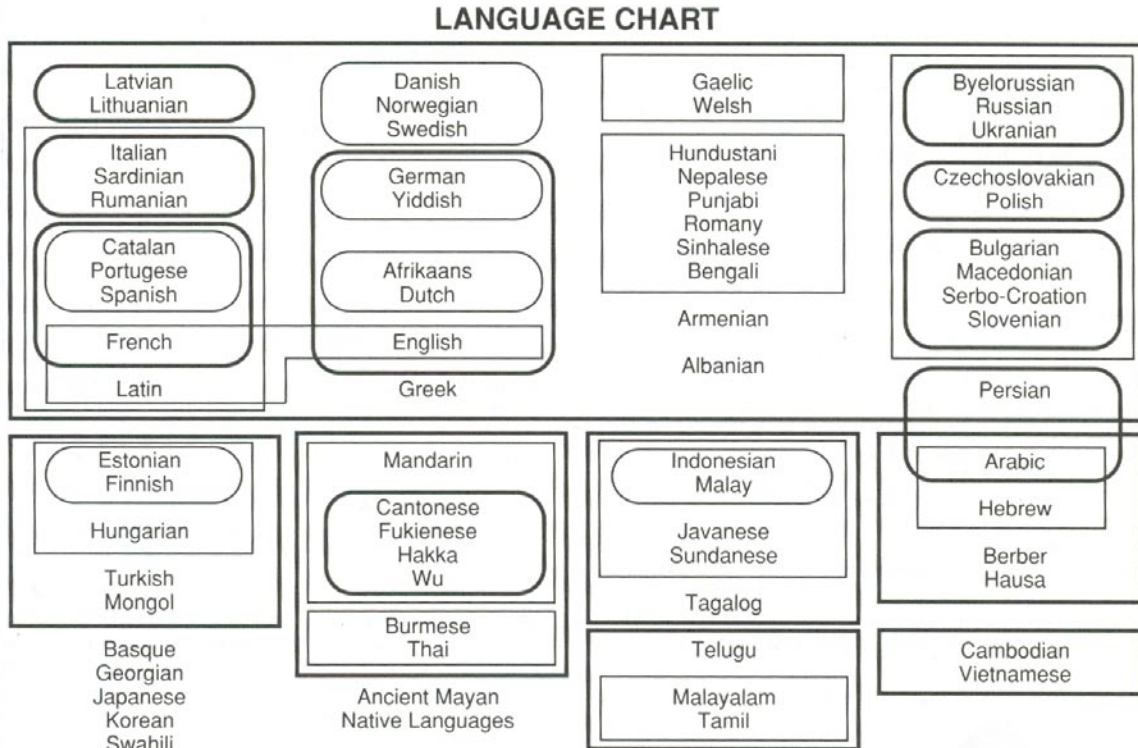 LANGUAGE CHART
Latvian
Lithuanian
Italian
Sardinian
Rumanian
Catalan
Portugese
Spanish
French
Latin
Danish
Norwegian
Swedish
German
Yiddish
Afrikaans
Dutch
English
Greek
Gaelic
Welsh
Hundustani
Nepalese
Punjabi
Romany
Sinhalese
Bengali
Armenian
Albanian
Byelorussian
Russian
Ukranian
Czechoslovakian
Polish
Bulgarian
Macedonian
Serbo-Croation
Slovenian
Persian
Estonian
Finnish
Hungarian
Turkish
Mongol
Basque
Georgian
Japanese
Korean
Swahili
Mandarin
Cantonese
Fukienese
Hakka
Wu
Burmese
Thai
Ancient Mayan
Native Languages
Indonesian
Malay
Javanese
Sundanese
Tagalog
Telugu
Malayalam
Tamil
Arabic
Hebrew
Berber
Hausa
Cambodian
Vietnamese